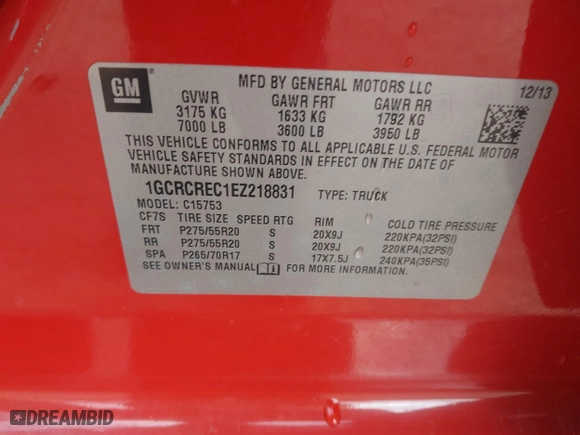 GM
MFD BY GENERAL MOTORS LLC
12/13
GVWR GAWR FRT GAWR RR
3175 KG 1633 KG 1792 KG
7000 LB 3600 LB 3950 LB
THIS VEHICLE CONFORMS TO ALL APPLICABLE U.S. FEDERAL MOTOR
VEHICLE SAFETY STANDARDS IN EFFECT ON THE DATE OF
MANUFACTURE SHOWN ABOVE.
1GCRCREC1EZ218831 TYPE: TRUCK
MODEL: C15753
CF7S TIRE SIZE SPEED RTG RIM COLD TIRE PRESSURE
FRT P275/55R20 S 20X9J 220KPA(32PSI)
RR P275/55R20 S 20X9J 220KPA(32PSI)
SPA P265/70R17 S 17X7.5J 240KPA(35PSI)
SEE OWNER'S MANUAL i FOR MORE INFORMATION.
DREAMBID